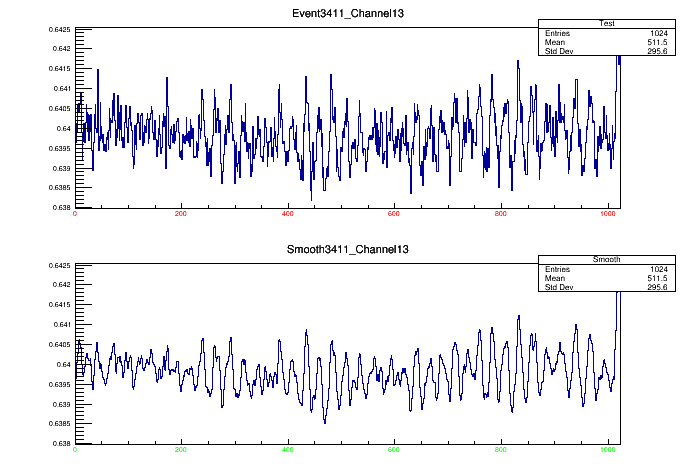 Event3411_Channel13
Test
Entries 1024
Mean 511.5
Std Dev 295.6
0.6425
0.642
0.6415
0.641
0.6405
0.64
0.6395
0.639
0.6385
0.638
0 200 400 600 800 1000
Smooth3411_Channel13
Smooth
Entries 1024
Mean 511.5
Std Dev 295.6
0.6425
0.642
0.6415
0.641
0.6405
0.64
0.6395
0.639
0.6385
0.638
0 200 400 600 800 1000